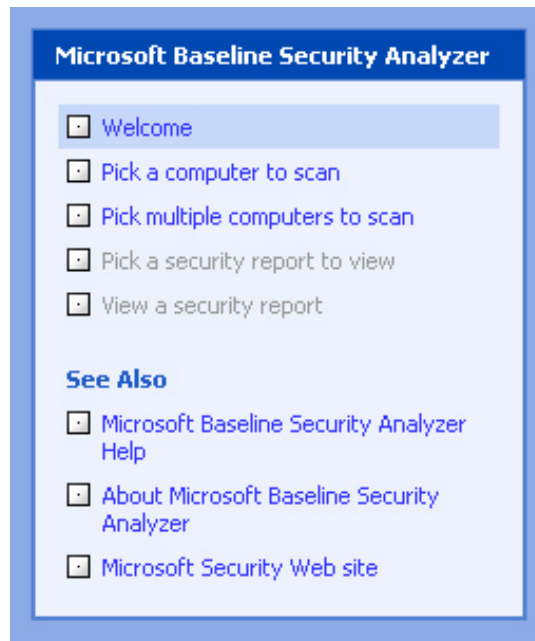 Microsoft Baseline Security Analyzer
Welcome
Pick a computer to scan
Pick multiple computers to scan
Pick a security report to view
View a security report
See Also
Microsoft Baseline Security Analyzer
Help
About Microsoft Baseline Security
Analyzer
Microsoft Security Web site